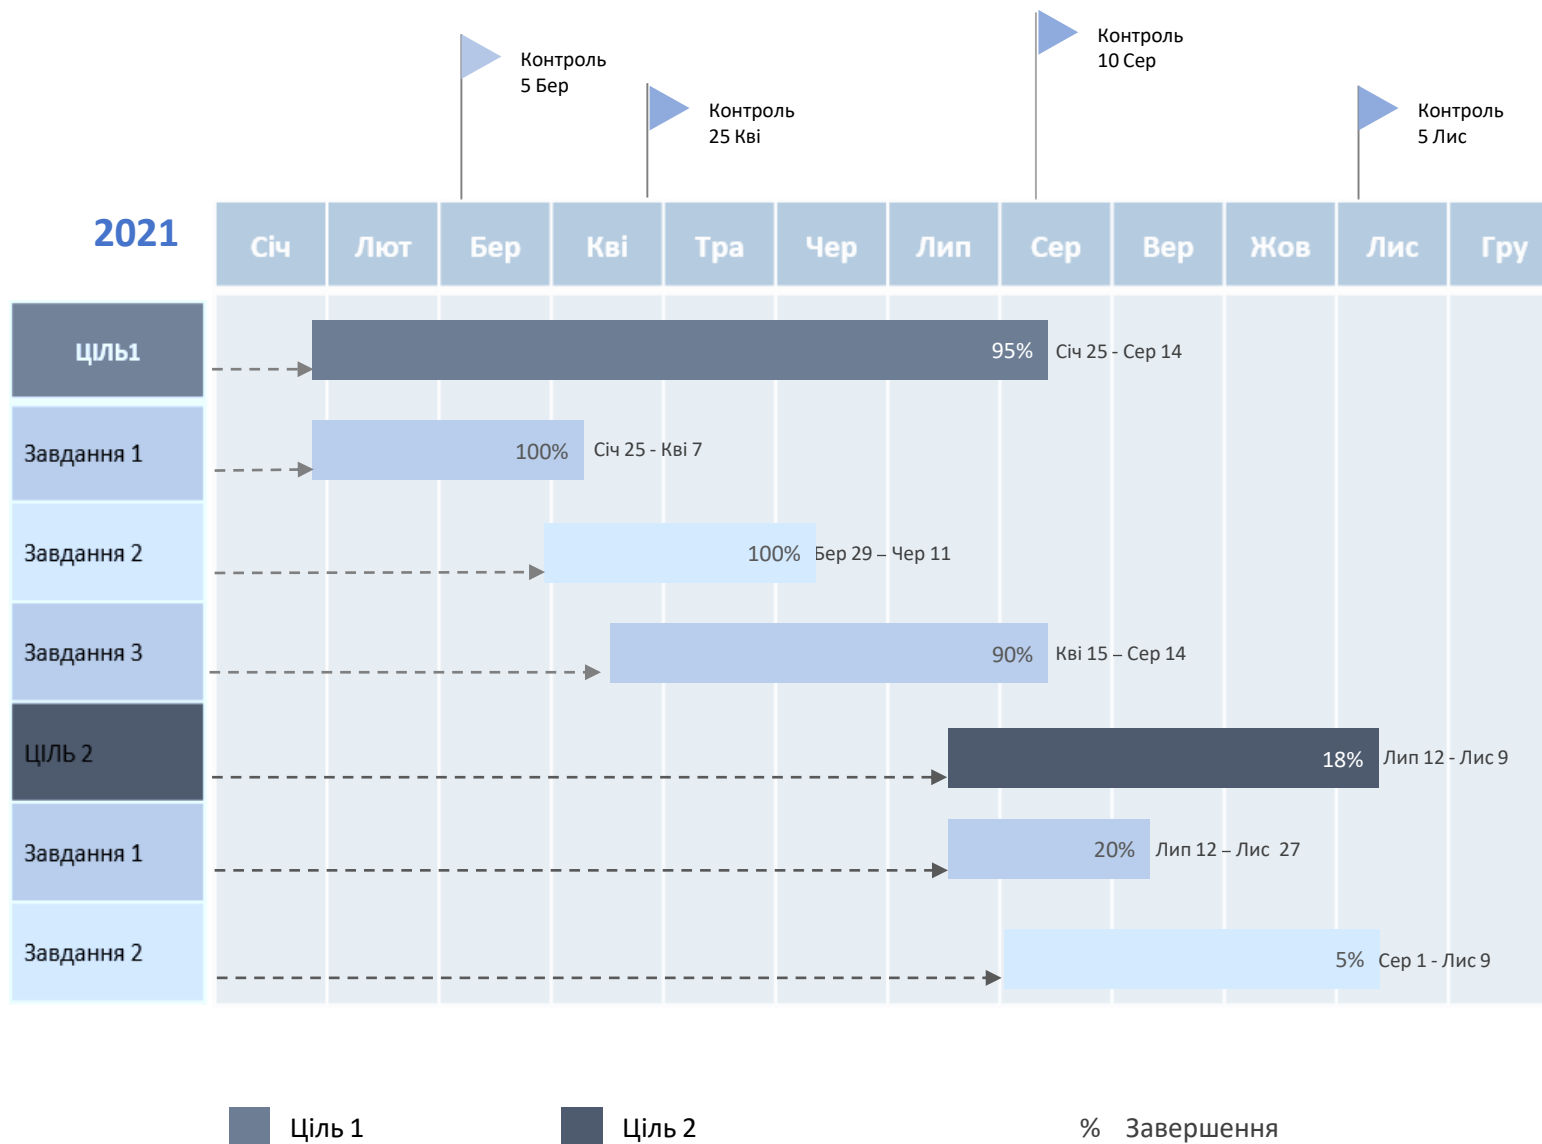 Контроль
10 Сер
Контроль
5 Бер
Контроль
25 Кві
Контроль
5 Лис
2021
Січ Лют Бер Кві Тра Чер Лип Сер Вер Жов Лис Гру
ЦІЛЬ1
95% Січ 25 - Сер 14
Завдання 1
100% Січ 25 - Кві 7
Завдання 2
100% Бер 29 – Чер 11
Завдання 3
90% Кві 15 – Сер 14
ЦІЛЬ 2
18% Лип 12 - Лис 9
Завдання 1
20% Лип 12 – Лис 27
Завдання 2
5% Сер 1 - Лис 9
Ціль 1 Ціль 2 % Завершення